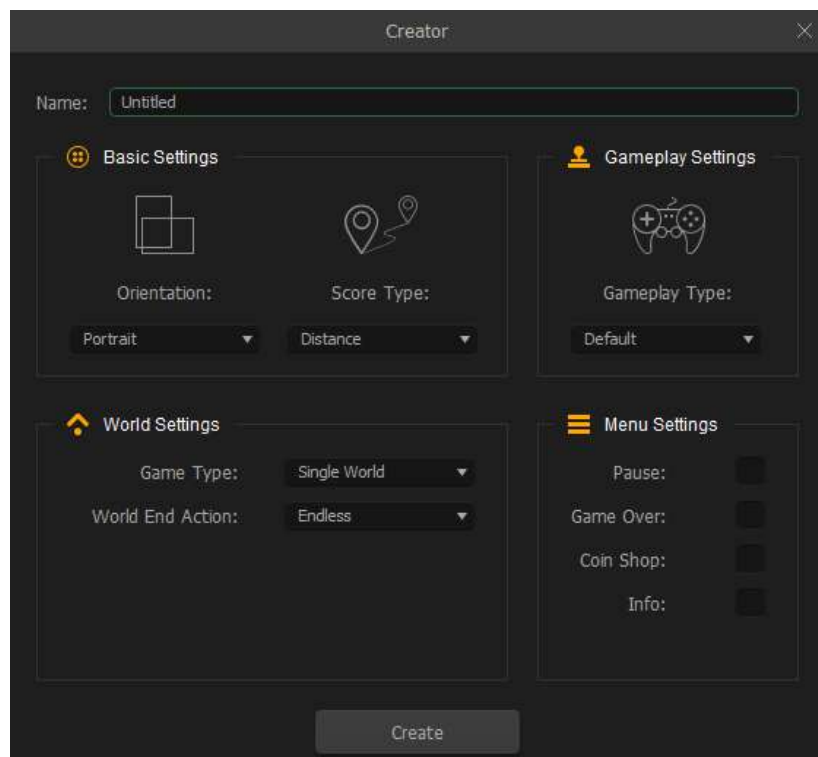 Creator
Name: Untitled
Basic Settings
Orientation: Score Type:
Portrait Distance
Gameplay Settings
Gameplay Type:
Default
World Settings
Game Type: Single World
World End Action: Endless
Menu Settings
Pause:
Game Over:
Coin Shop:
Info:
Create